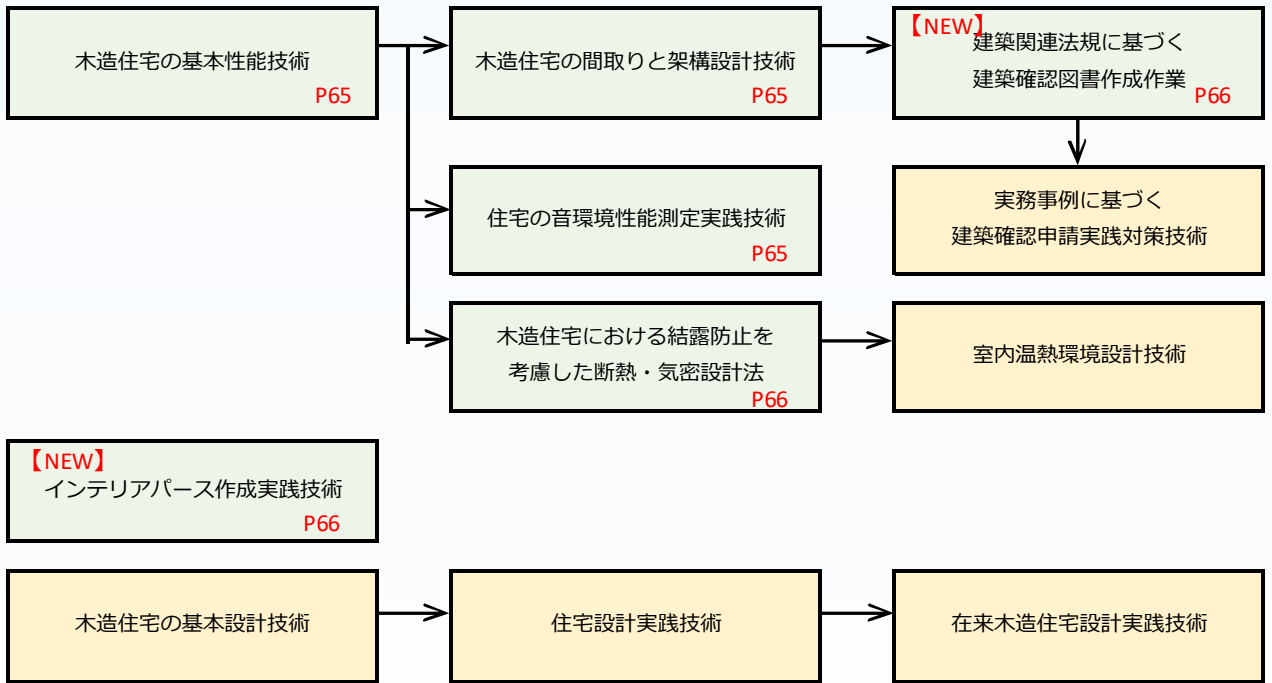 木造住宅の基本性能技術
P65
木造住宅の間取りと架構設計技術
P65
【NEW】
建築関連法規に基づく
建築確認図書作成作業
P66
住宅の音環境性能測定実践技術
P65
実務事例に基づく
建築確認申請実践対策技術
木造住宅における結露防止を
考慮した断熱・気密設計法
P66
室内温熱環境設計技術
【NEW】
インテリアパース作成実践技術
P66
木造住宅の基本設計技術
住宅設計実践技術
在来木造住宅設計実践技術